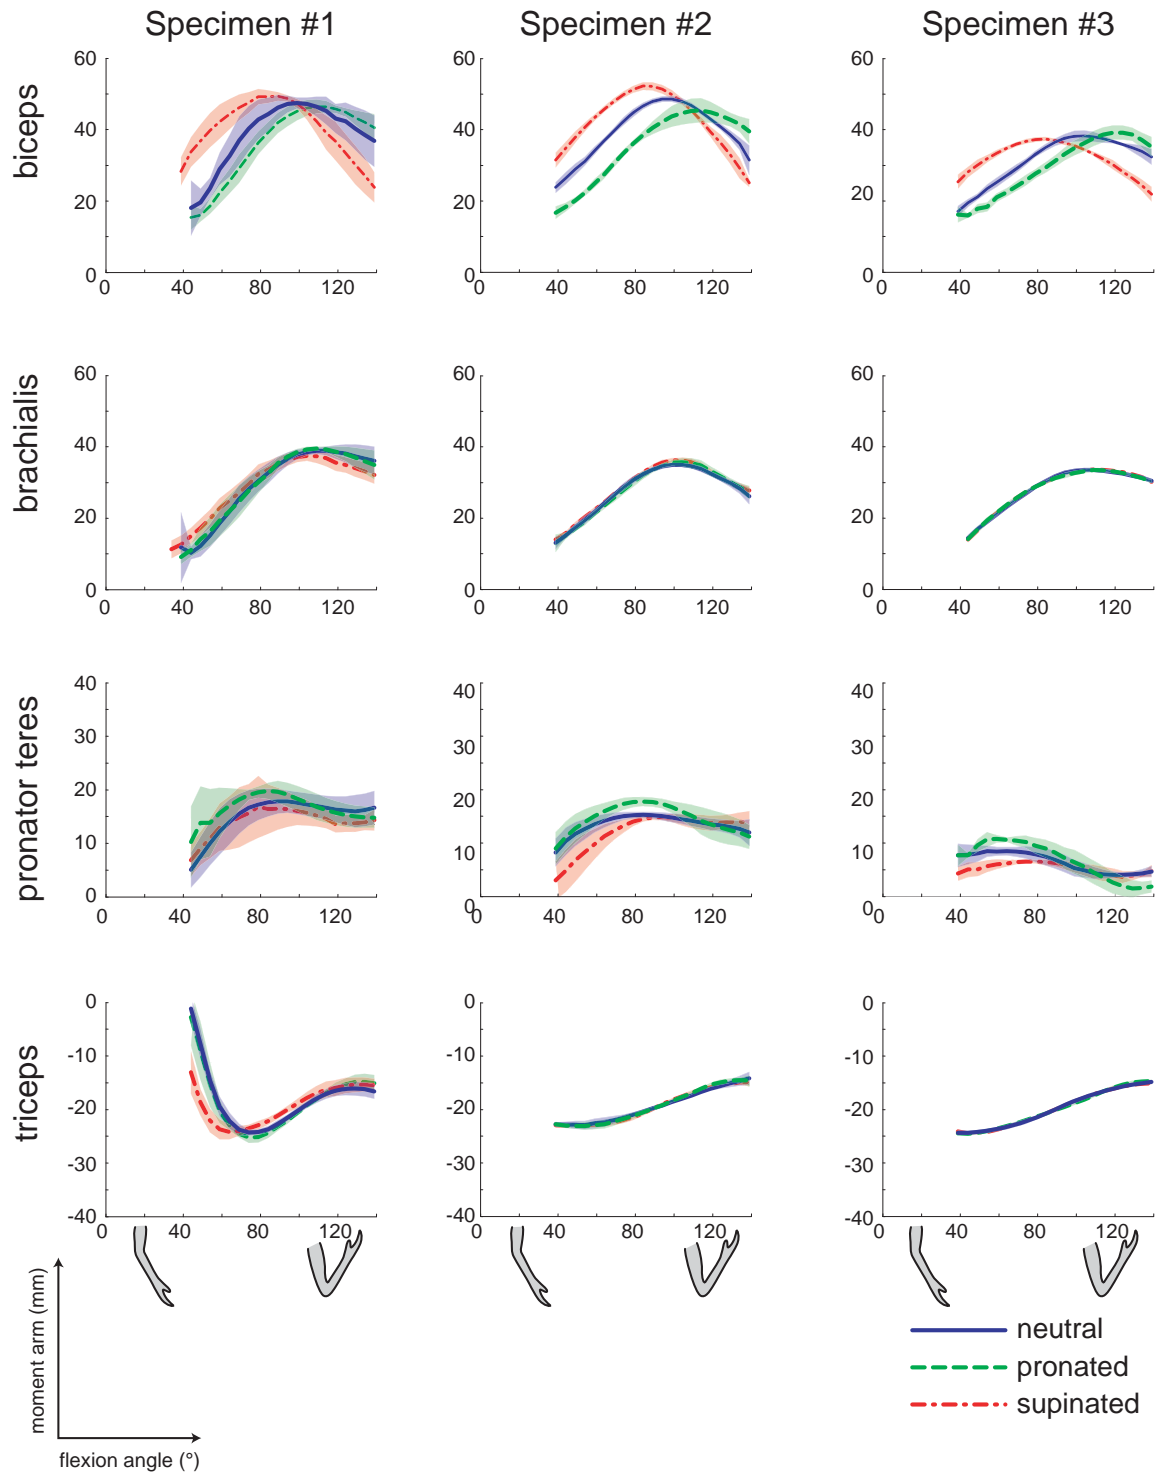 Specimen #1 Specimen #2 Specimen #3
biceps
60 60 60
40 40 40
20 20 20
0 0 0
0 40 80 120 0 40 80 120 0 40 80 120
brachialis
60 60 60
40 40 40
20 20 20
0 0 0
0 40 80 120 0 40 80 120 0 40 80 120
pronator teres
40 40 40
30 30 30
20 20 20
10 10 10
0 0 0
0 40 80 120 0 40 80 120 0 40 80 120
triceps
0 0 0
-10 -10 -10
-20 -20 -20
-30 -30 -30
-40 -40 -40
0 40 80 120 0 40 80 120 0 40 80 120
moment arm (mm)
flexion angle (°)
neutral
pronated
supinated